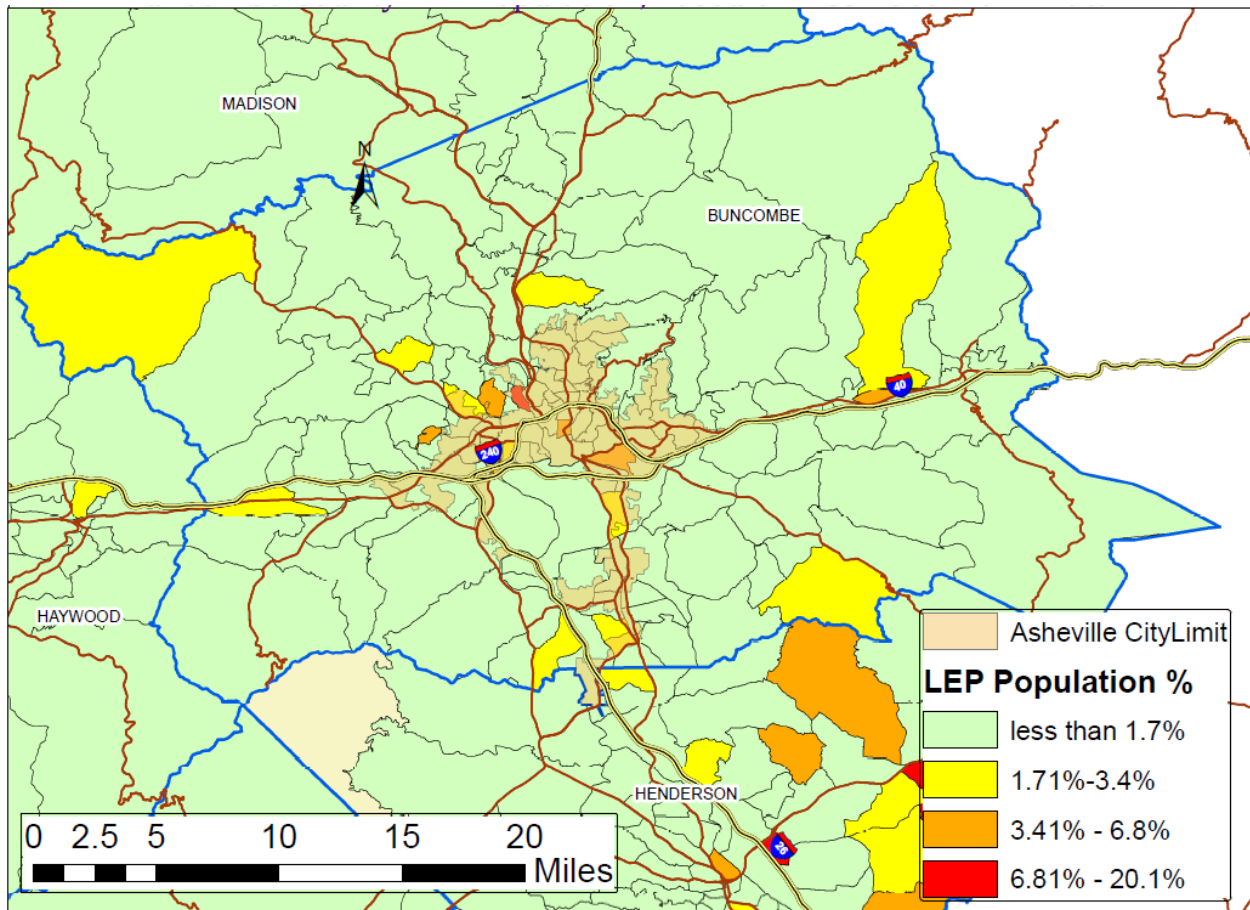 MADISON
N
BUNCOMBE
40
240
HAYWOOD
HENDERSON
26
Asheville CityLimit
LEP Population %
less than 1.7%
1.71%-3.4%
3.41% - 6.8%
6.81% - 20.1%
0 2.5 5 10 15 20
Miles